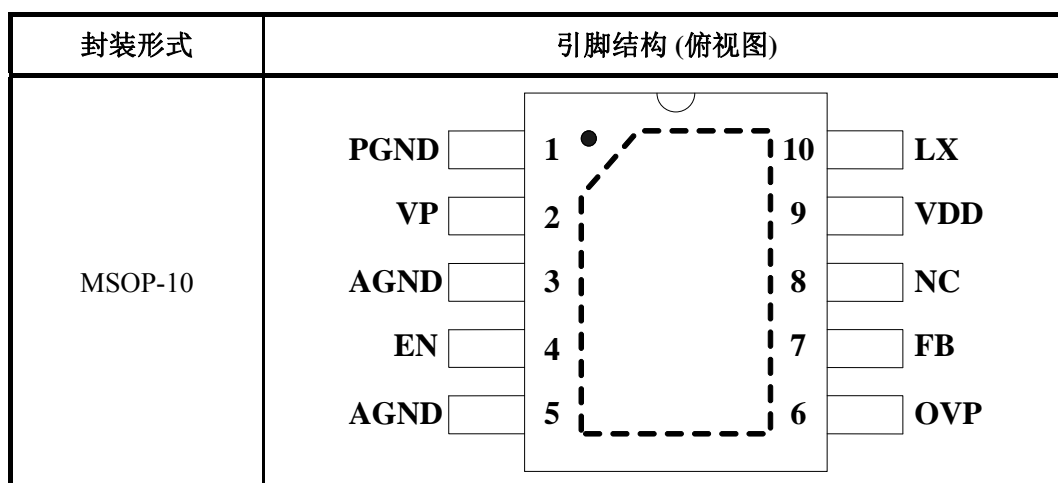 封装形式 引脚结构 (俯视图)
MSOP-10
PGND 1 10 LX
VP 2 9 VDD
AGND 3 8 NC
EN 4 7 FB
AGND 5 6 OVP